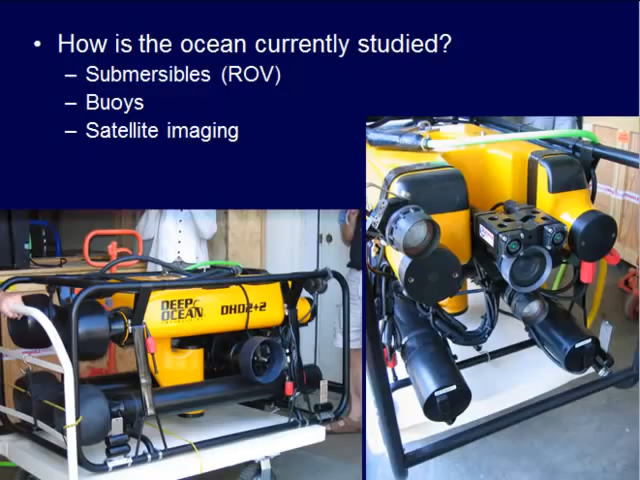 • How is the ocean currently studied?
– Submersibles (ROV)
– Buoys
– Satellite imaging
DEEP
OCEAN
DHD2+2